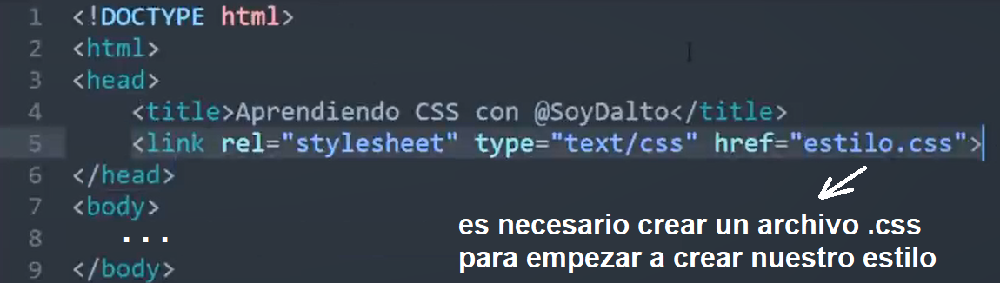 1 <!DOCTYPE html>
2 <html>
3 <head>
4 <title>Aprendiendo CSS con @SoyDalto</title>
5 <link rel="stylesheet" type="text/css" href="estilo.css">
6 </head>
7 <body>
8 ...
9 </body>
es necesario crear un archivo .css
para empezar a crear nuestro estilo